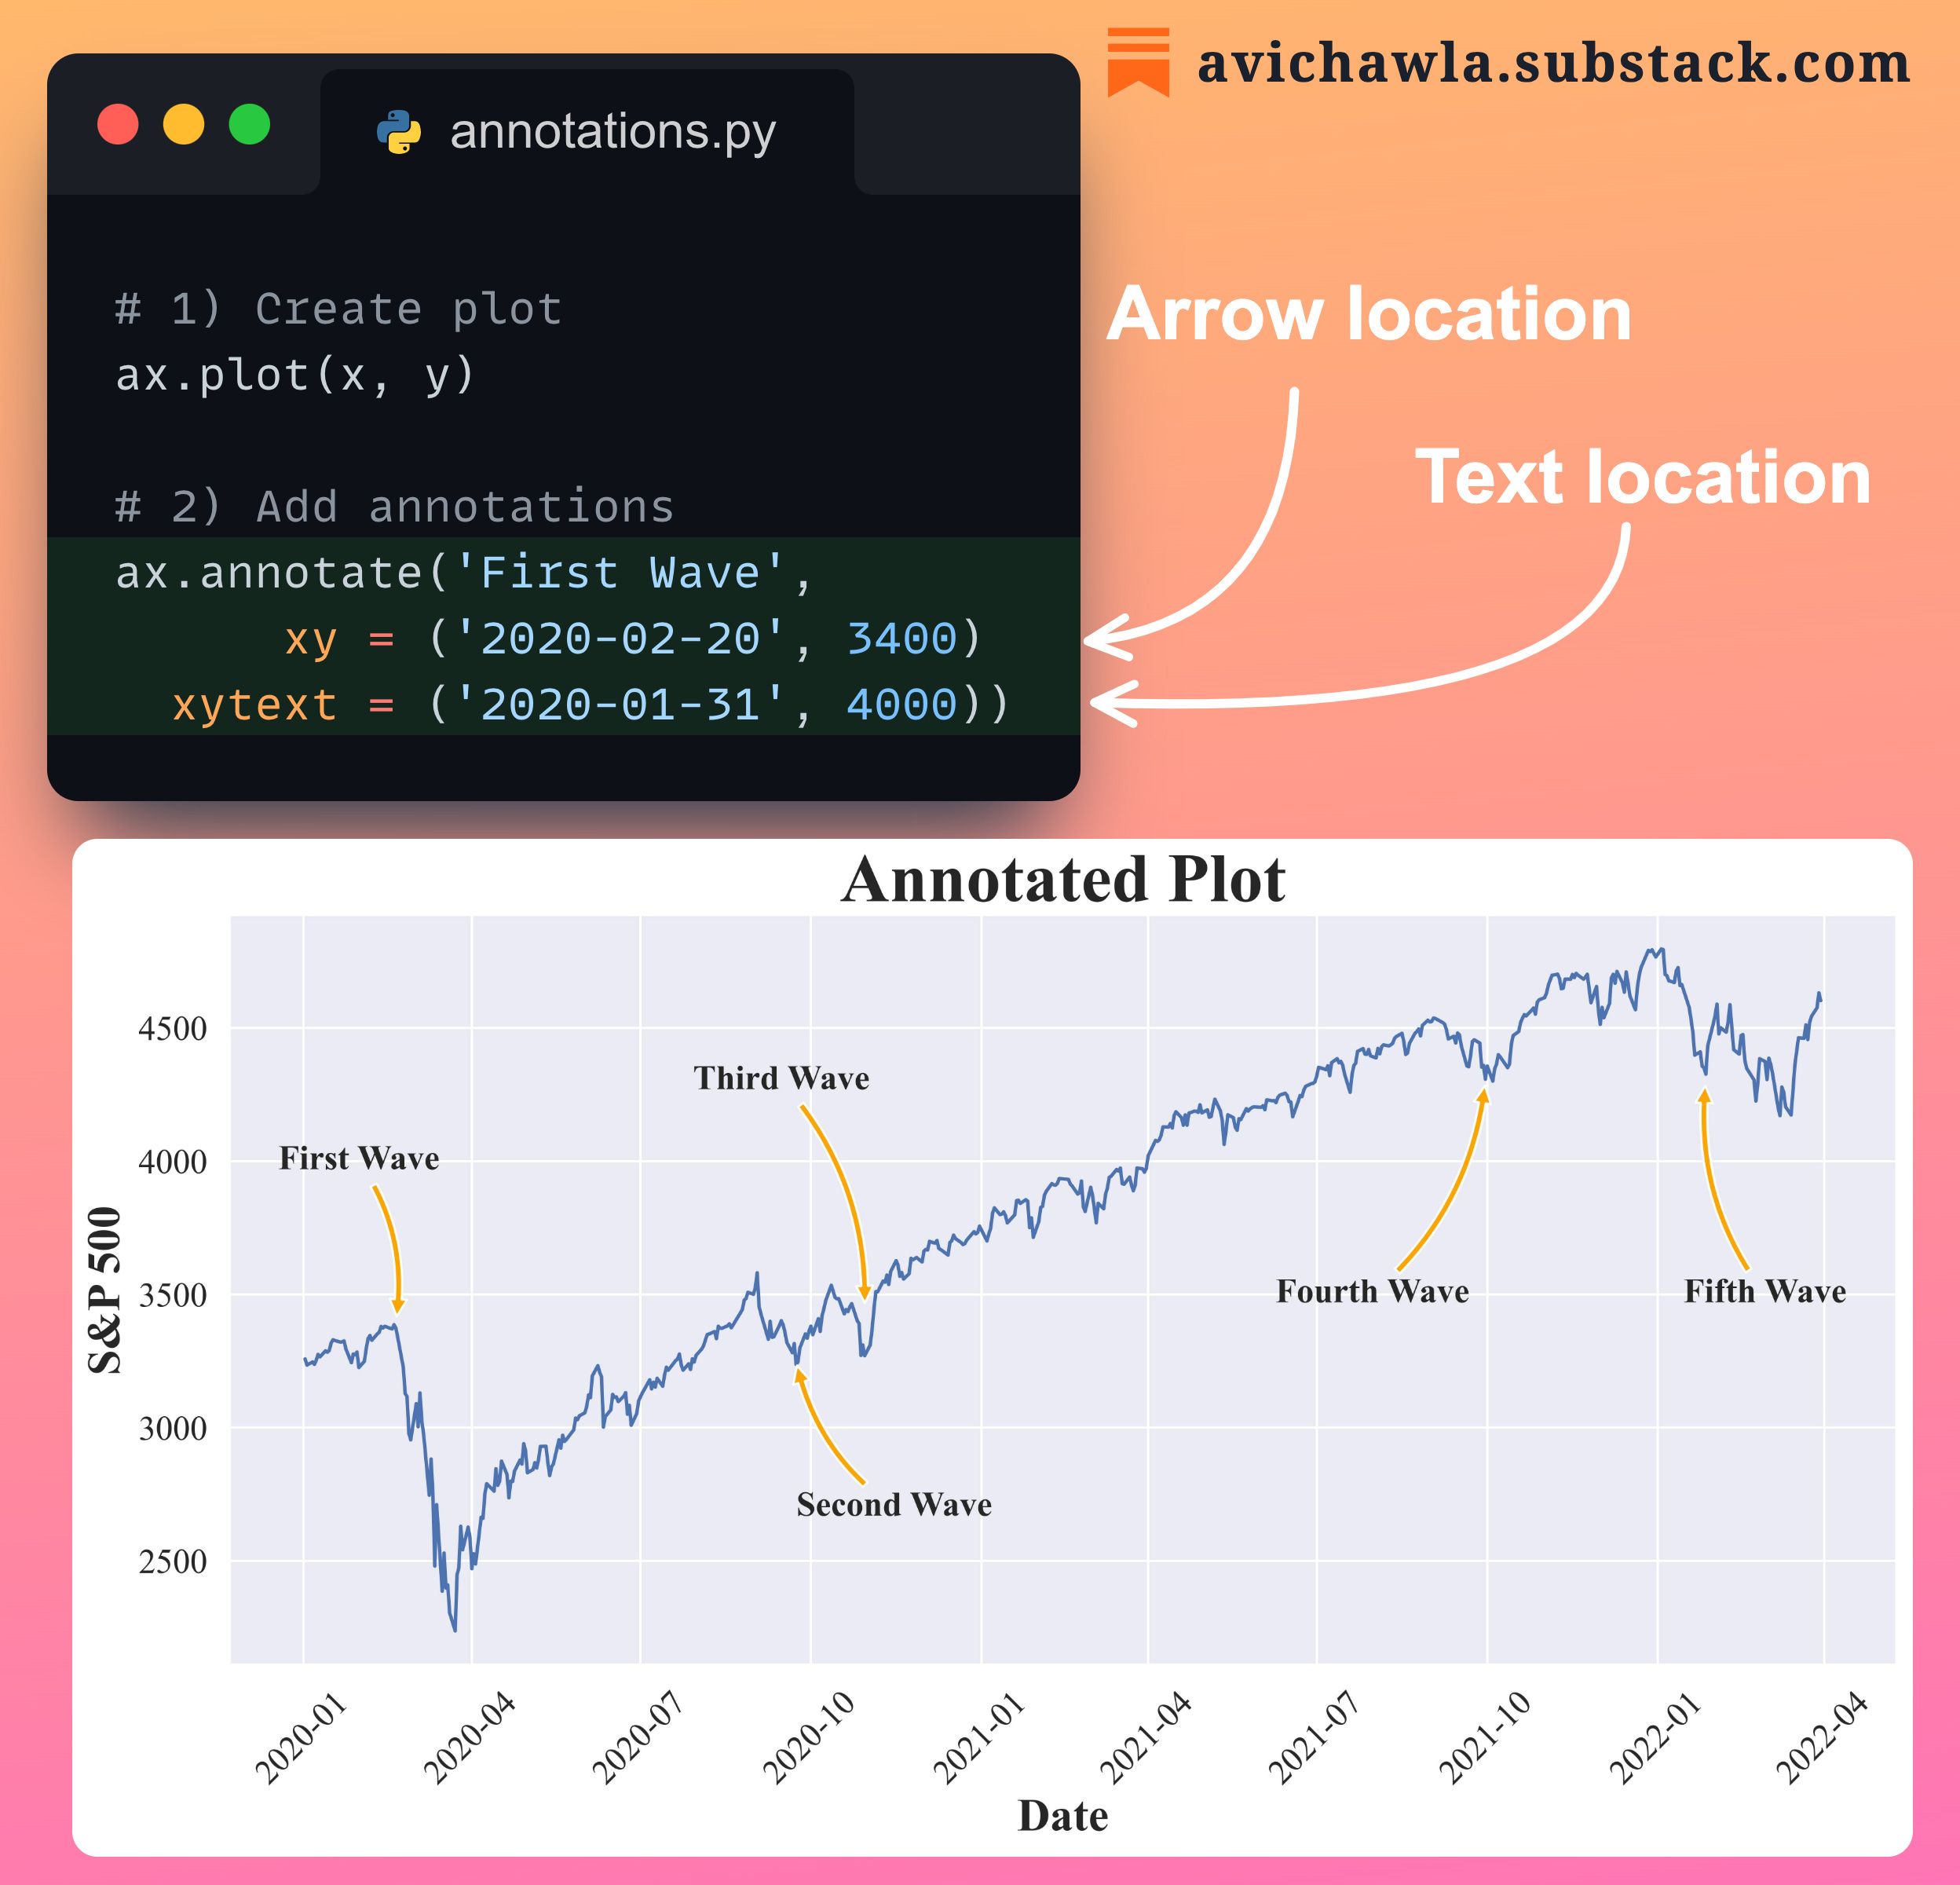 avichawla.substack.com
annotations.py
# 1) Create plot
ax.plot(x, y)
# 2) Add annotations
ax.annotate('First Wave',
xy = ('2020-02-20', 3400)
xytext = ('2020-01-31', 4000))
Arrow location
Text location
Annotated Plot
S&P 500
4500
4000
3500
3000
2500
First Wave
Third Wave
Second Wave
Fourth Wave
Fifth Wave
2020-01
2020-04
2020-07
2020-10
2021-01
2021-04
2021-07
2021-10
2022-01
2022-04
Date